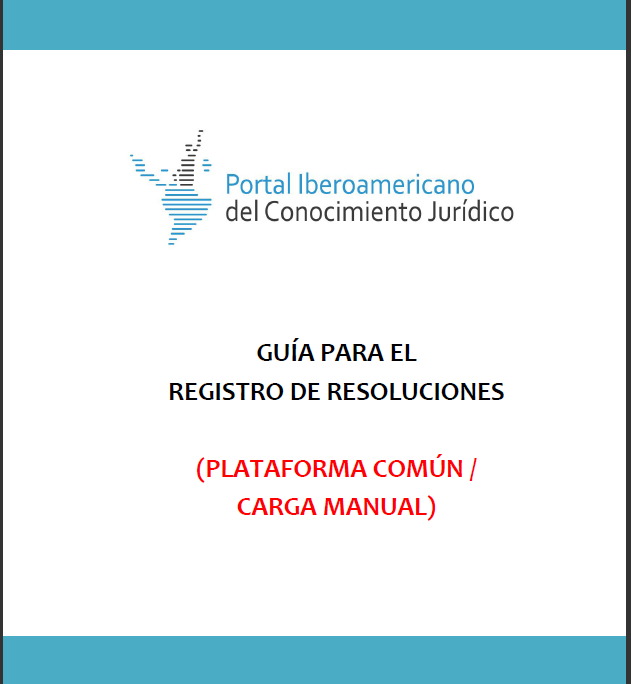 Portal Iberoamericano
del Conocimiento Jurídico
GUÍA PARA EL
REGISTRO DE RESOLUCIONES
(PLATAFORMA COMÚN /
CARGA MANUAL)